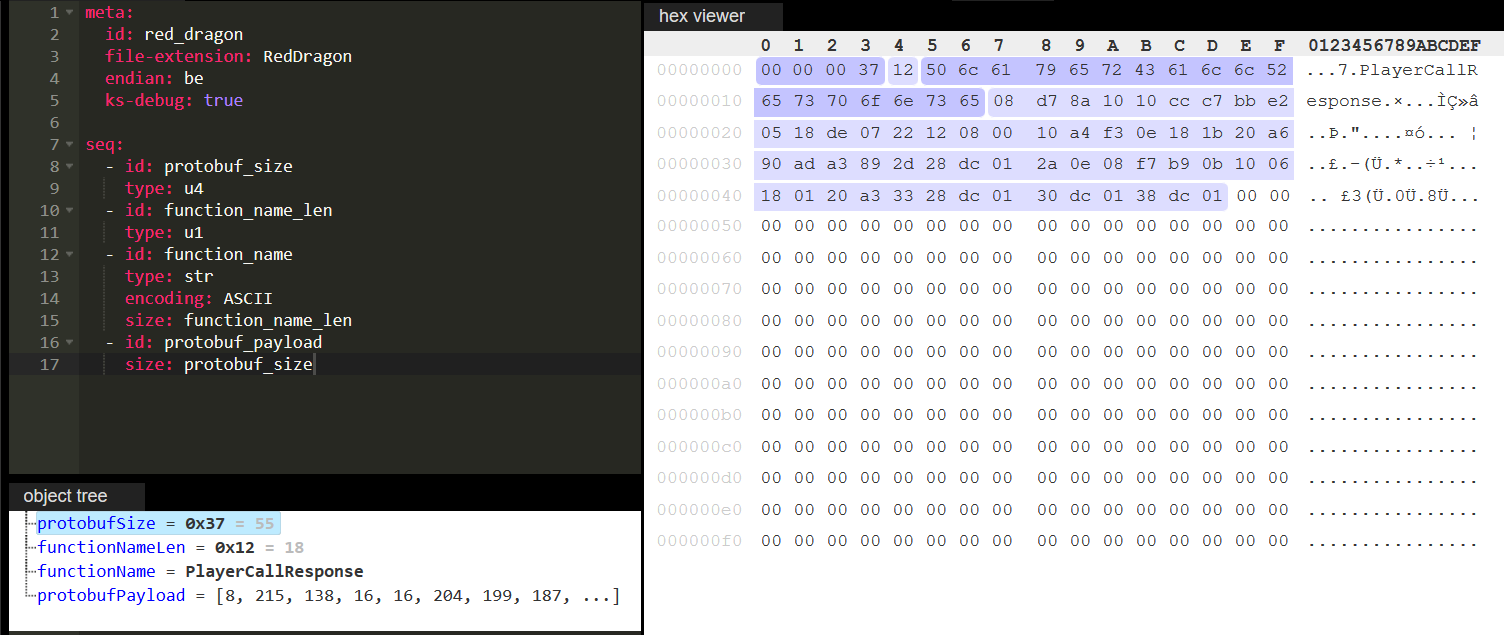 1 meta:
2 id: red_dragon
3 file-extension: RedDragon
4 endian: be
5 ks-debug: true
6
7 seq:
8 - id: protobuf_size
9 type: u4
10 - id: function_name_len
11 type: u1
12 - id: function_name
13 type: str
14 encoding: ASCII
15 size: function_name_len
16 - id: protobuf_payload
17 size: protobuf_size
object tree
protobufSize = 0x37 = 55
functionNameLen = 0x12 = 18
functionName = PlayerCallResponse
protobufPayload = [8, 215, 138, 16, 16, 204, 199, 187, ...]
hex viewer
0 1 2 3 4 5 6 7 8 9 A B C D E F 0123456789ABCDEF
00000000 00 00 00 37 12 50 6c 61 79 65 72 43 61 6c 6c 52 ...7.PlayerCallR
00000010 65 73 70 6f 6e 73 65 08 d7 8a 10 10 cc c7 bb e2 esponse.×...ÌÇ»â
00000020 05 18 de 07 22 12 08 00 10 a4 f3 0e 18 1b 20 a6 ..Þ."....¤ó... ¦
00000030 90 ad a3 89 2d 28 dc 01 2a 0e 08 f7 b9 0b 10 06 ..£.-(Ü.*..÷¹...
00000040 18 01 20 a3 33 28 dc 01 30 dc 01 38 dc 01 00 00 .. £3(Ü.0Ü.8Ü...
00000050 00 00 00 00 00 00 00 00 00 00 00 00 00 00 00 00 ................
00000060 00 00 00 00 00 00 00 00 00 00 00 00 00 00 00 00 ................
00000070 00 00 00 00 00 00 00 00 00 00 00 00 00 00 00 00 ................
00000080 00 00 00 00 00 00 00 00 00 00 00 00 00 00 00 00 ................
00000090 00 00 00 00 00 00 00 00 00 00 00 00 00 00 00 00 ................
000000a0 00 00 00 00 00 00 00 00 00 00 00 00 00 00 00 00 ................
000000b0 00 00 00 00 00 00 00 00 00 00 00 00 00 00 00 00 ................
000000c0 00 00 00 00 00 00 00 00 00 00 00 00 00 00 00 00 ................
000000d0 00 00 00 00 00 00 00 00 00 00 00 00 00 00 00 00 ................
000000e0 00 00 00 00 00 00 00 00 00 00 00 00 00 00 00 00 ................
000000f0 00 00 00 00 00 00 00 00 00 00 00 00 00 00 00 00 ................